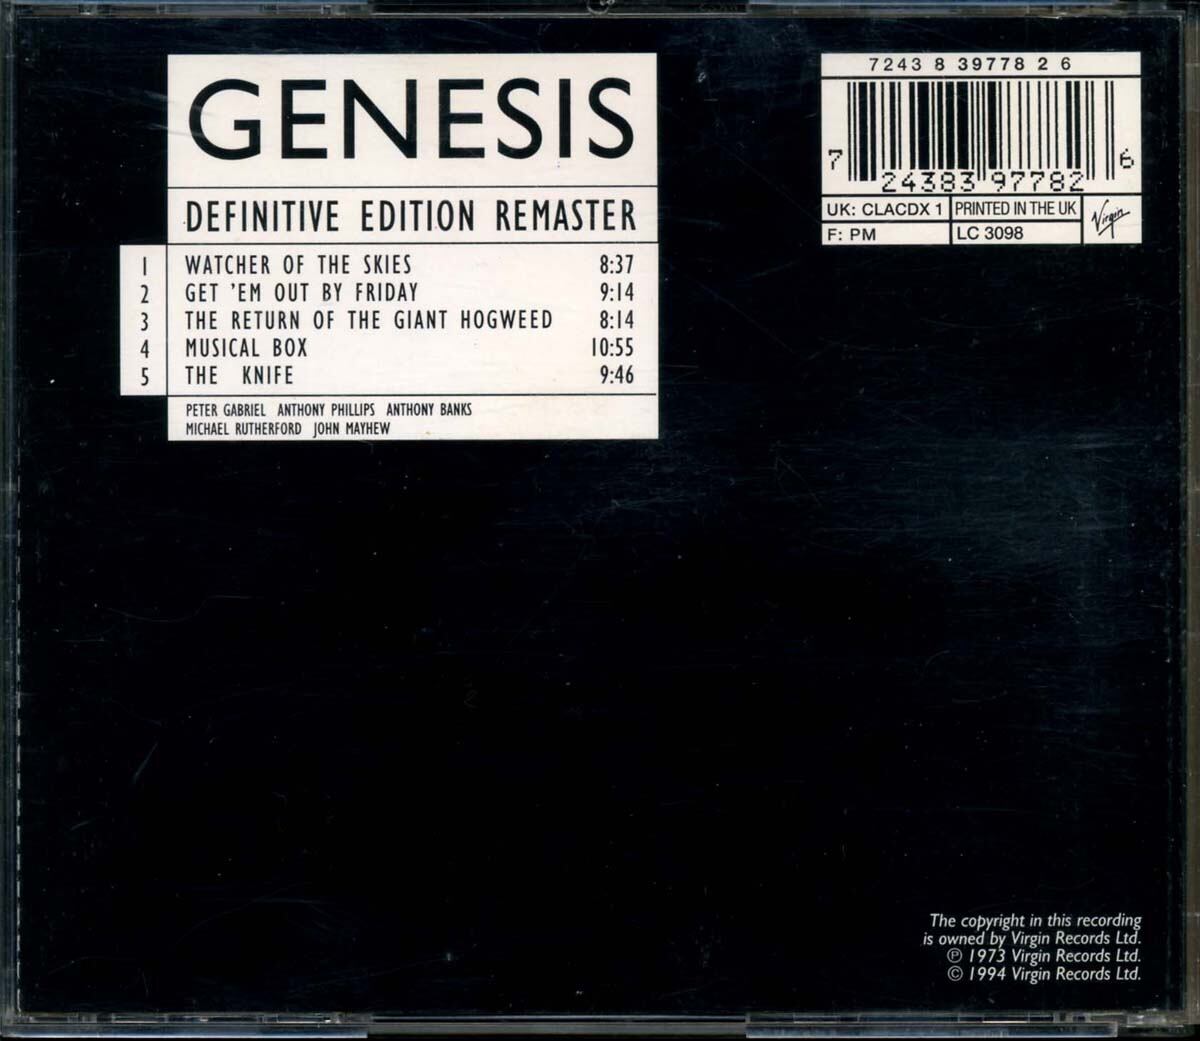 GENESIS
DEFINITIVE EDITION REMASTER
1 WATCHER OF THE SKIES 8:37
2 GET 'EM OUT BY FRIDAY 9:14
3 THE RETURN OF THE GIANT HOGWEED 8:14
4 MUSICAL BOX 10:55
5 THE KNIFE 9:46
PETER GABRIEL ANTHONY PHILLIPS ANTHONY BANKS
MICHAEL RUTHERFORD JOHN MAYHEW
7243 8 39778 2 6
7 24383 97782 6
UK: CLACDX 1 PRINTED IN THE UK
F: PM LC 3098
Virgin
The copyright in this recording
is owned by Virgin Records Ltd.
℗ 1973 Virgin Records Ltd.
© 1994 Virgin Records Ltd.